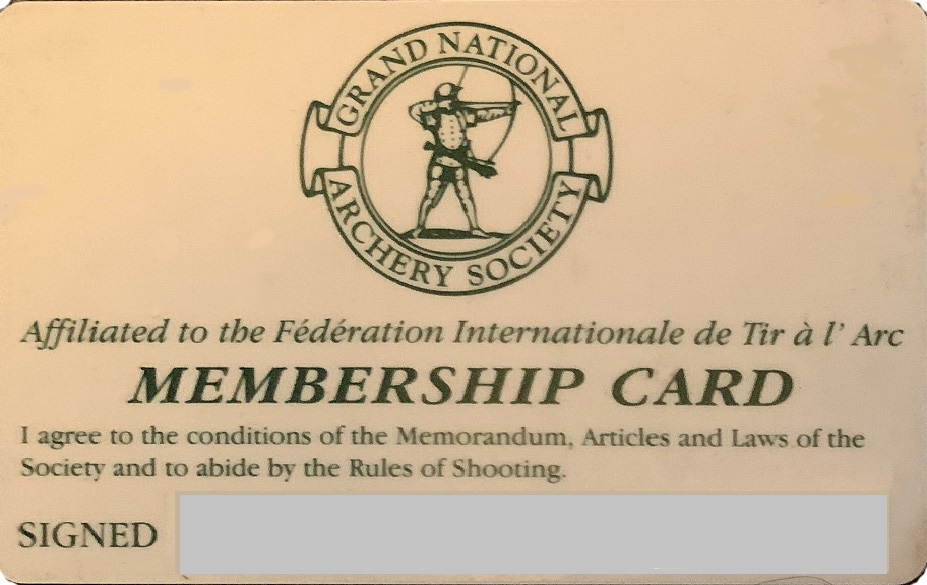 GRAND NATIONAL
ARCHERY SOCIETY
Affiliated to the Fédération Internationale de Tir à l' Arc
MEMBERSHIP CARD
I agree to the conditions of the Memorandum, Articles and Laws of the
Society and to abide by the Rules of Shooting.
SIGNED